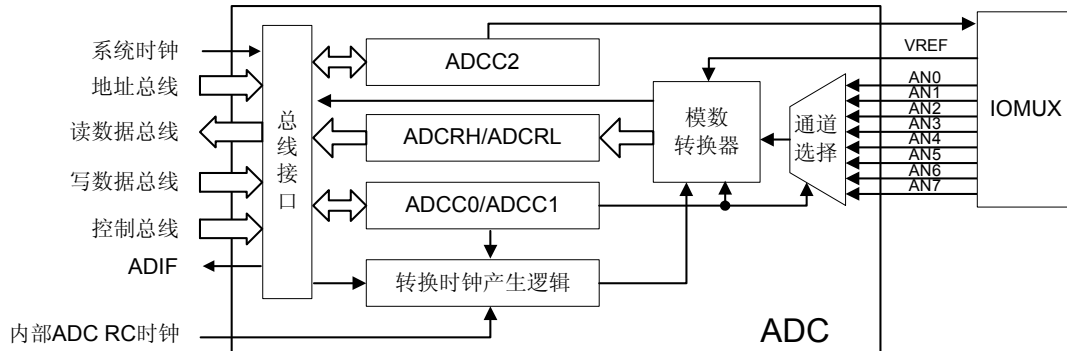 系统时钟
地址总线
读数据总线
写数据总线
控制总线
ADIF
内部ADC RC时钟
总线接口
ADCC2
ADCRH/ADCRL
ADCC0/ADCC1
转换时钟产生逻辑
模数
转换器
通道
选择
VREF
AN0
AN1
AN2
AN3
AN4
AN5
AN6
AN7
IOMUX
ADC